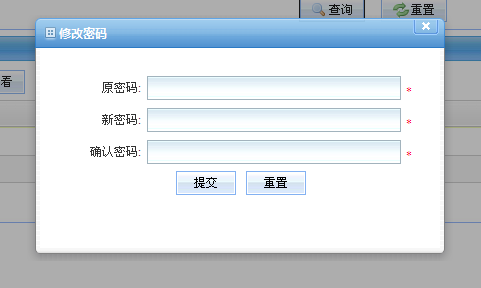 查询 重置
修改密码
看
原密码: *
新密码: *
确认密码: *
提交 重置